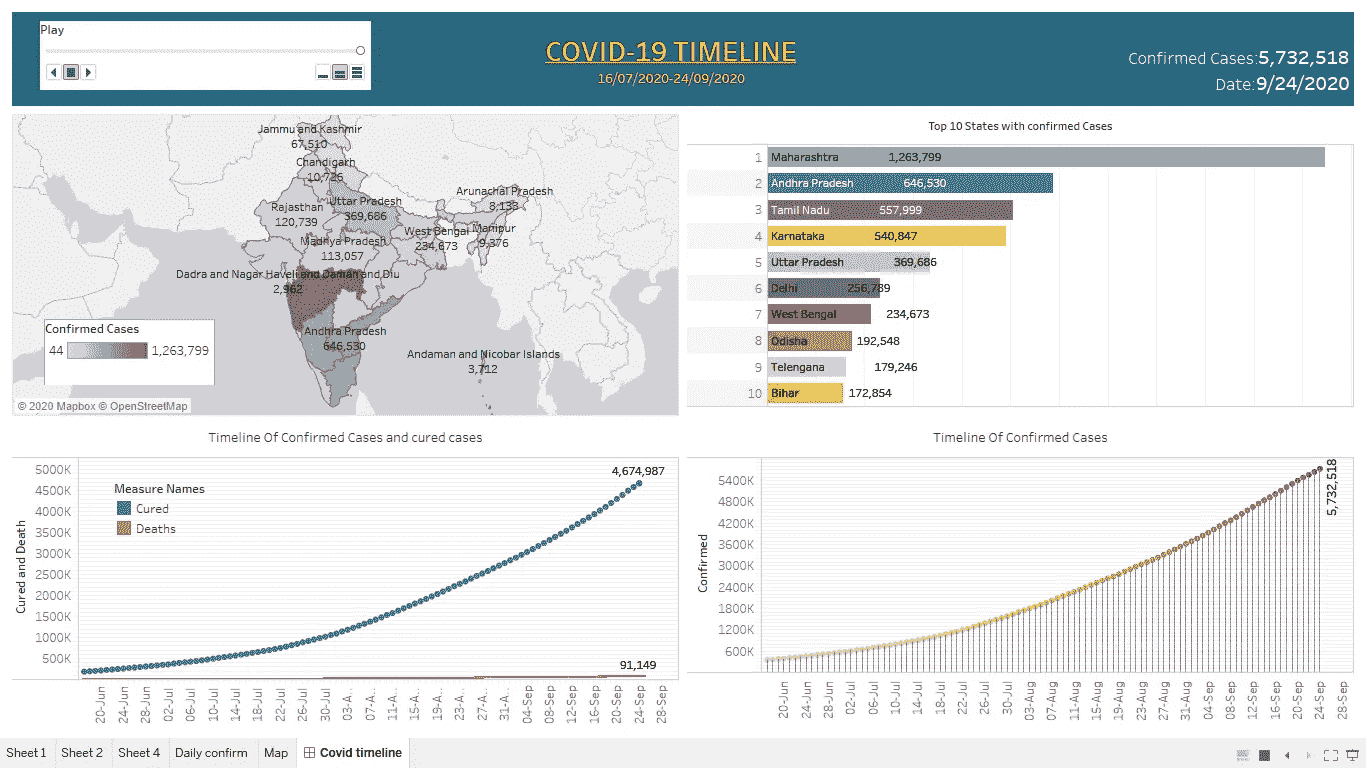 Play
COVID-19 TIMELINE
16/07/2020-24/09/2020
Confirmed Cases:5,732,518
Date:9/24/2020
Jammu and Kashmir
67,510
Chandigarh
10,726
Arunachal Pradesh
8,133
Uttar Pradesh
369,686
Rajasthan
120,739
West Bengal
234,673
Manipur
9,376
Madhya Pradesh
113,057
Dadra and Nagar Haveli and Daman and Diu
2,962
Andhra Pradesh
646,530
Andaman and Nicobar Islands
3,712
Confirmed Cases
44
1,263,799
© 2020 Mapbox © OpenStreetMap
Top 10 States with confirmed Cases
1 Maharashtra 1,263,799
2 Andhra Pradesh 646,530
3 Tamil Nadu 557,999
4 Karnataka 540,847
5 Uttar Pradesh 369,686
6 Delhi 256,789
7 West Bengal 234,673
8 Odisha 192,548
9 Telengana 179,246
10 Bihar 172,854
Timeline Of Confirmed Cases and cured cases
Cured and Death
5000K
4500K
4000K
3500K
3000K
2500K
2000K
1500K
1000K
500K
Measure Names
Cured
Deaths
4,674,987
91,149
20-Jun
24-Jun
28-Jun
02-Jul
06-Jul
10-Jul
14-Jul
18-Jul
22-Jul
26-Jul
30-Jul
03-A..
07-A..
11-A..
15-A..
19-A..
23-A..
27-A..
31-A..
04-Sep
08-Sep
12-Sep
16-Sep
20-Sep
24-Sep
28-Sep
Timeline Of Confirmed Cases
Confirmed
5400K
4800K
4200K
3600K
3000K
2400K
1800K
1200K
600K
5,732,518
20-Jun
24-Jun
28-Jun
02-Jul
06-Jul
10-Jul
14-Jul
18-Jul
22-Jul
26-Jul
30-Jul
03-Aug
07-Aug
11-Aug
15-Aug
19-Aug
23-Aug
27-Aug
31-Aug
04-Sep
08-Sep
12-Sep
16-Sep
20-Sep
24-Sep
28-Sep
Sheet 1
Sheet 2
Sheet 4
Daily confirm
Map
Covid timeline